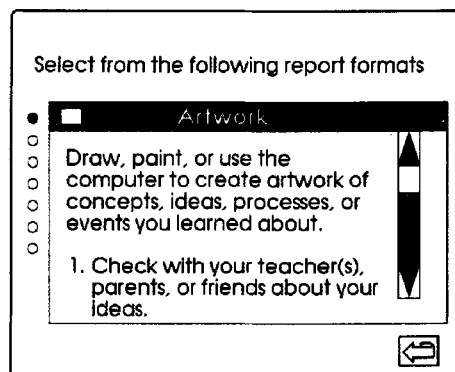 Select from the following report formats
Artwork
Draw, paint, or use the
computer to create artwork of
concepts, ideas, processes, or
events you learned about.
1. Check with your teacher(s),
parents, or friends about your
ideas.